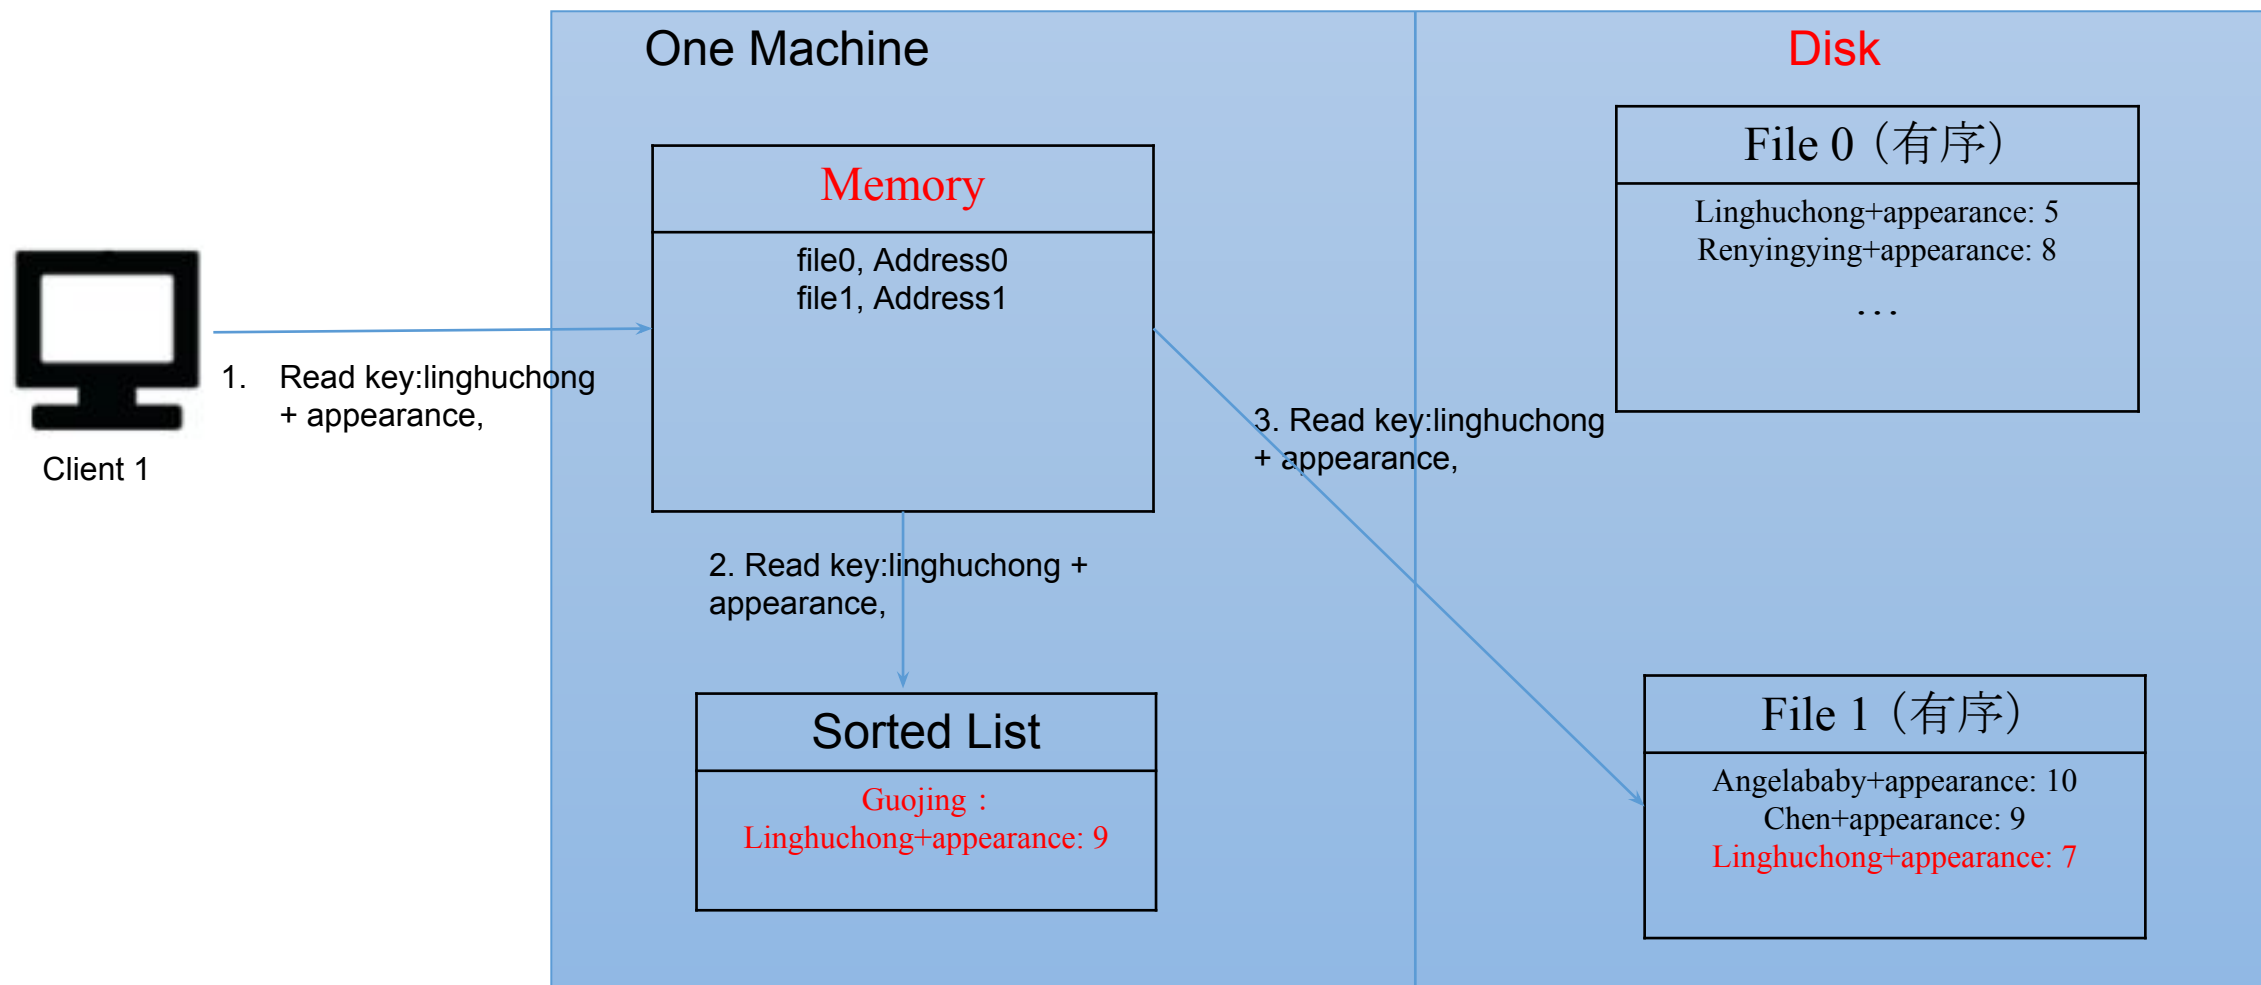 One Machine
Disk
Memory
file0, Address0
file1, Address1
File 0（有序）
Linghuchong+appearance: 5
Renyingying+appearance: 8
...
Client 1
1. Read key:linghuchong
+ appearance,
2. Read key:linghuchong +
appearance,
3. Read key:linghuchong
+ appearance,
Sorted List
Guojing：
Linghuchong+appearance: 9
File 1（有序）
Angelababy+appearance: 10
Chen+appearance: 9
Linghuchong+appearance: 7